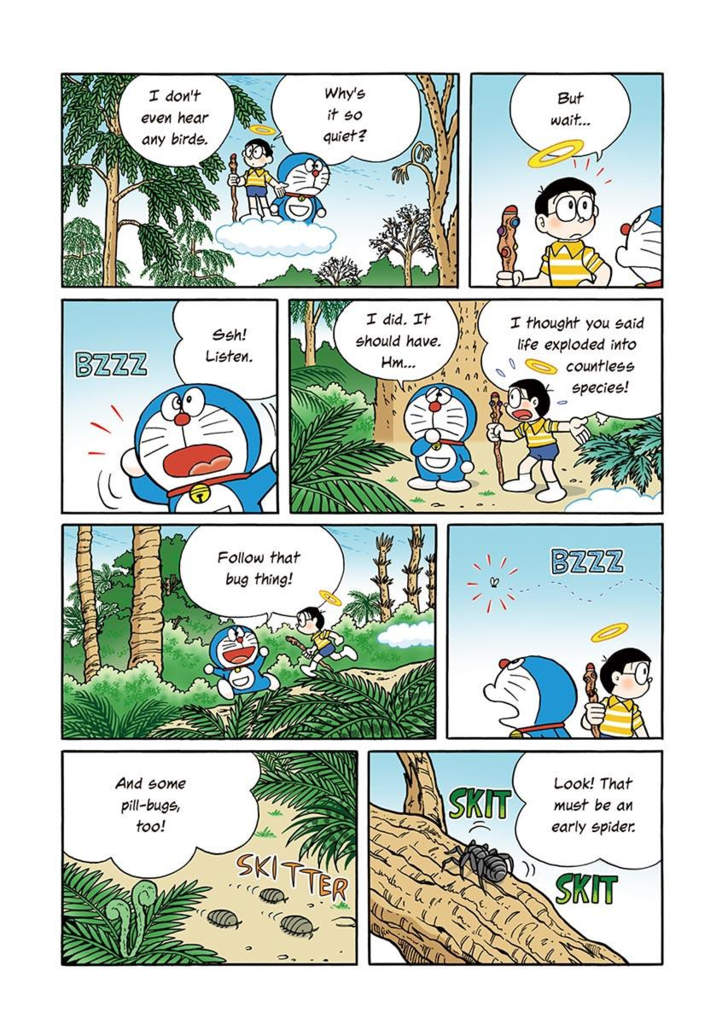 But
wait...
Why's
it so
quiet?
I don't
even hear
any birds.
I thought you said
life exploded into
countless
species!
I did. It
should have.
Hm...
Ssh!
Listen.
BZZZ
BZZZ
Follow that
bug thing!
Look! That
must be an
early spider.
SKIT
SKIT
And some
pill-bugs,
too!
SKITTER